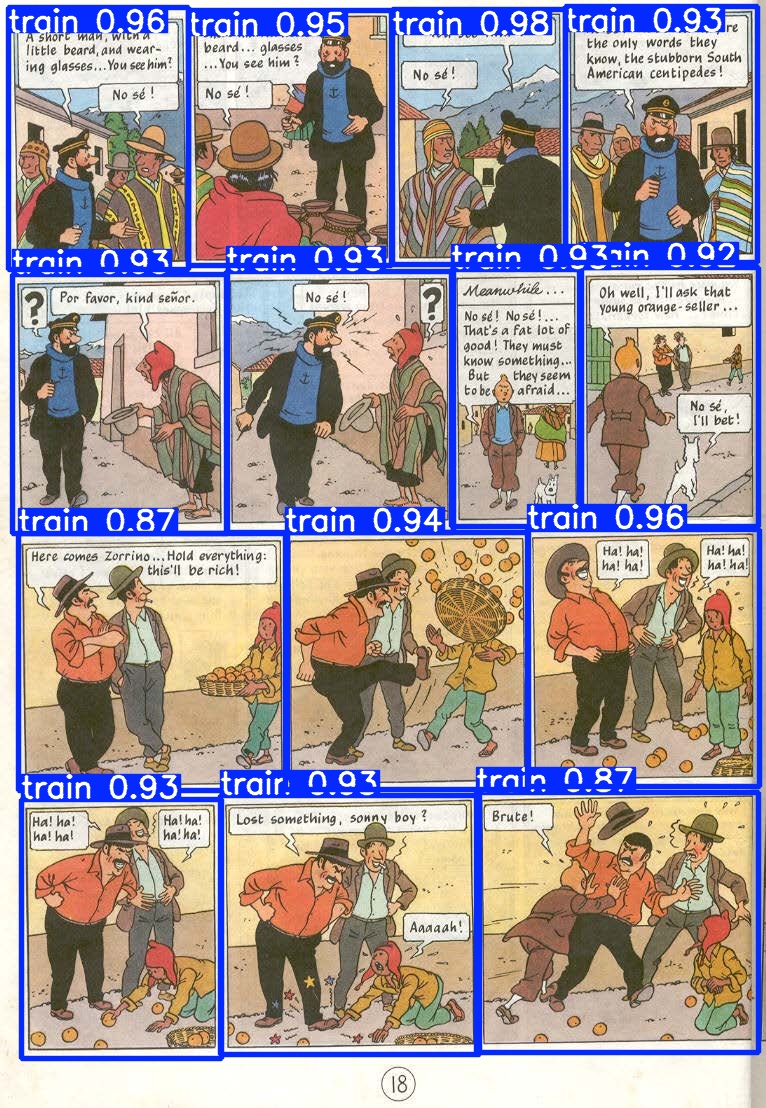 train 0.96
train 0.95
train 0.98
train 0.93
A short man, with a
little beard, and wear-
ing glasses... You see him?
No sé!
beard... glasses
...You see him?
No sé!
No sé!
the only words they
know, the stubborn South
American centipedes!
train 0.93
train 0.93
train 0.93
0.92
?
Por favor, kind señor.
No sé!
?
Meanwhile...
No sé! No sé!...
That's a fat lot of
good! They must
know something...
But they seem
to be afraid...
Oh well, I'll ask that
young orange-seller...
No sé,
I'll bet!
train 0.87
train 0.94
train 0.96
Here comes Zorrino... Hold everything:
this'll be rich!
Ha! ha!
ha! ha!
Ha! ha!
ha! ha!
train 0.93
train 0.93
train 0.87
Ha! ha!
ha! ha!
Ha! ha!
ha! ha!
Lost something, sonny boy?
Aaaaah!
Brute!
18